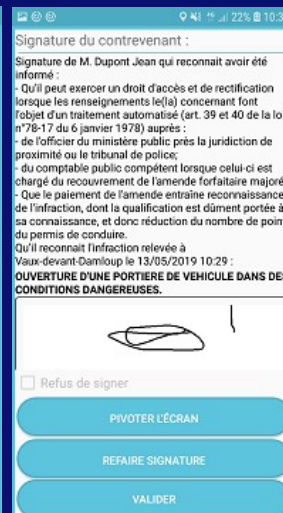 22% 10:3
Signature du contrevenant :
Signature de M. Dupont Jean qui reconnait avoir été
informé :
- Qu'il peut exercer un droit d'accès et de rectification
lorsque les renseignements le(la) concernant font
l'objet d'un traitement automatisé (art. 39 et 40 de la lo
n°78-17 du 6 janvier 1978) auprès :
- de l'officier du ministère public près la juridiction de
proximité ou le tribunal de police;
- du comptable public compétent lorsque celui-ci est
chargé du recouvrement de l'amende forfaitaire majoré
- Que le paiement de l'amende entraîne reconnaissance
de l'infraction, dont la qualification est dûment portée à
sa connaissance, et donc réduction du nombre de poin
du permis de conduire.
Qu'il reconnait l'infraction relevée à
Vaux-devant-Damloup le 13/05/2019 10:29 :
OUVERTURE D'UNE PORTIERE DE VEHICULE DANS DES
CONDITIONS DANGEREUSES.
Refus de signer
PIVOTER L'ÉCRAN
REFAIRE SIGNATURE
VALIDER